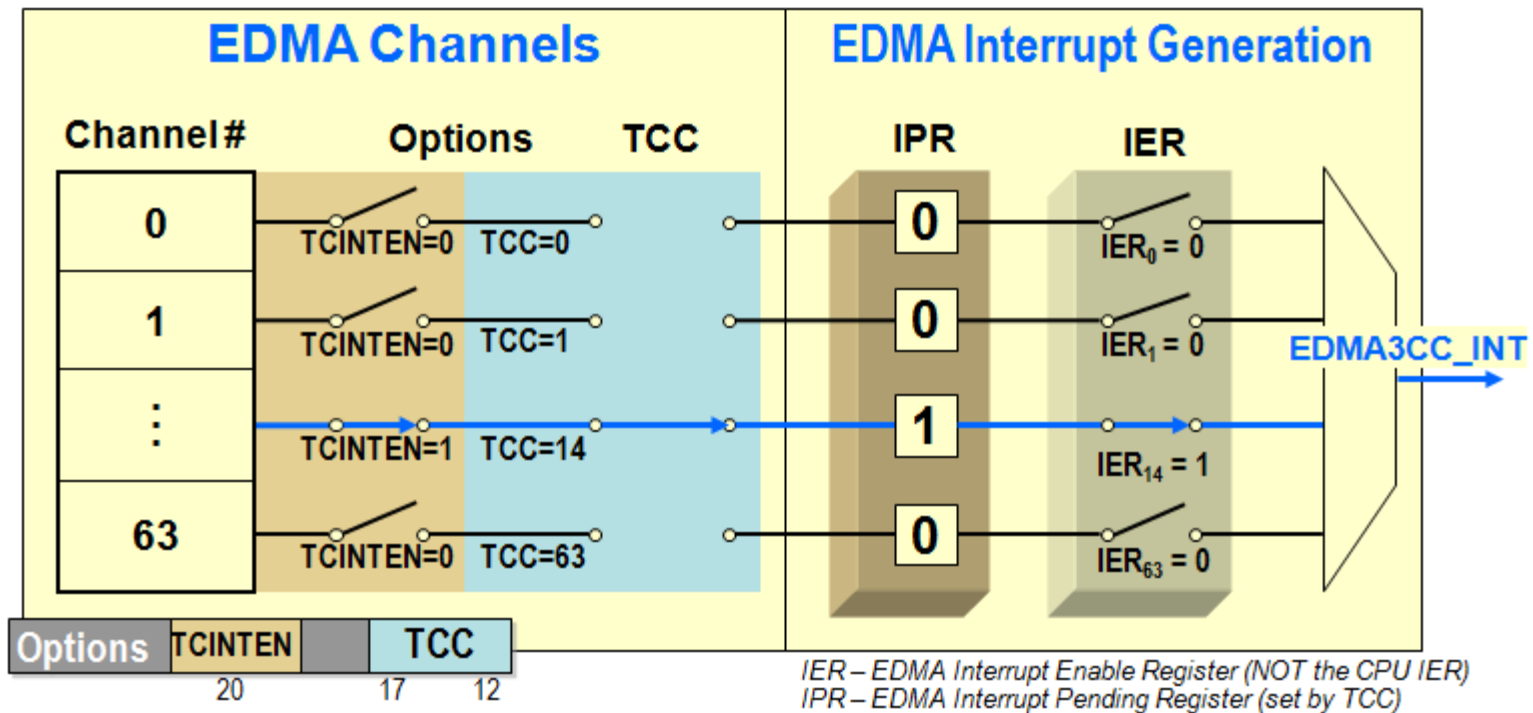 EDMA Channels
EDMA Interrupt Generation
Channel # Options TCC IPR IER
0 TCINTEN=0 TCC=0 0 IER₀ = 0
1 TCINTEN=0 TCC=1 0 IER₁ = 0
EDMA3CC_INT
⋮ TCINTEN=1 TCC=14 1 IER₁₄ = 1
63 TCINTEN=0 TCC=63 0 IER₆₃ = 0
Options TCINTEN TCC
20 17 12
IER – EDMA Interrupt Enable Register (NOT the CPU IER)
IPR – EDMA Interrupt Pending Register (set by TCC)